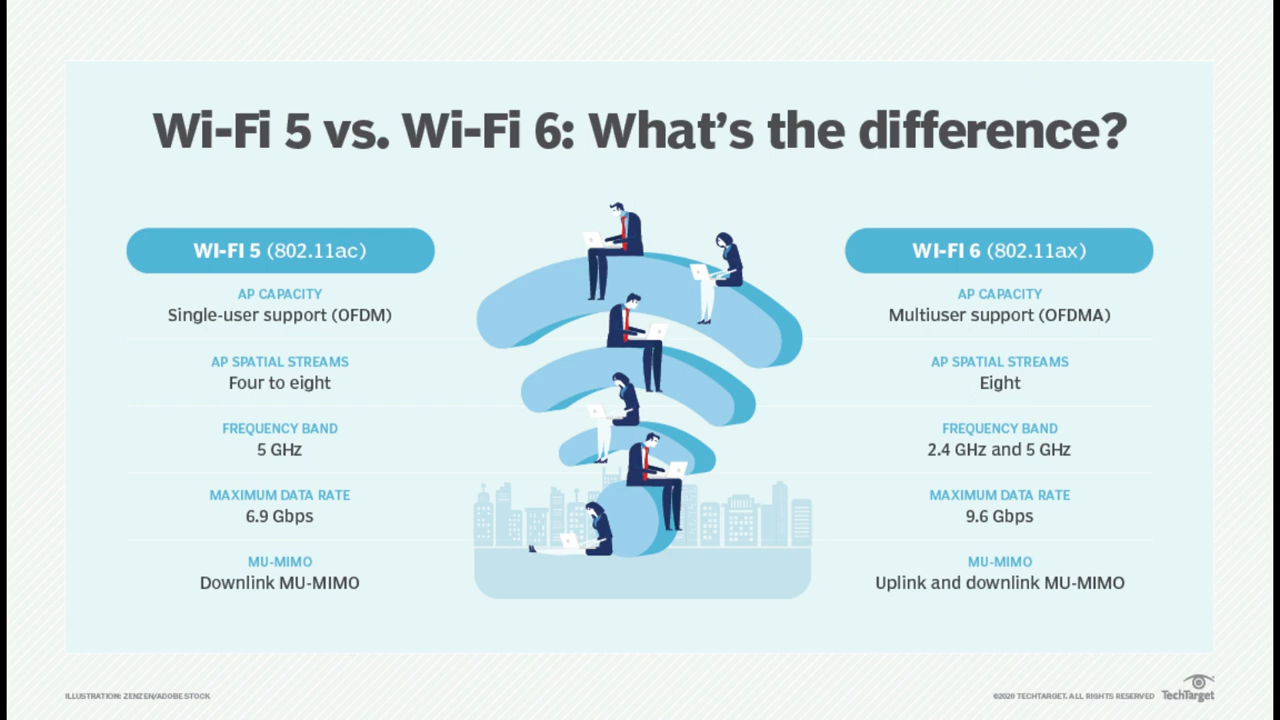 Wi-Fi 5 vs. Wi-Fi 6: What's the difference?
WI-FI 5 (802.11ac)
AP CAPACITY
Single-user support (OFDM)
AP SPATIAL STREAMS
Four to eight
FREQUENCY BAND
5 GHz
MAXIMUM DATA RATE
6.9 Gbps
MU-MIMO
Downlink MU-MIMO
WI-FI 6 (802.11ax)
AP CAPACITY
Multiuser support (OFDMA)
AP SPATIAL STREAMS
Eight
FREQUENCY BAND
2.4 GHz and 5 GHz
MAXIMUM DATA RATE
9.6 Gbps
MU-MIMO
Uplink and downlink MU-MIMO
ILLUSTRATION: ZENZEN/ADOBE STOCK
©2020 TECHTARGET. ALL RIGHTS RESERVED TechTarget